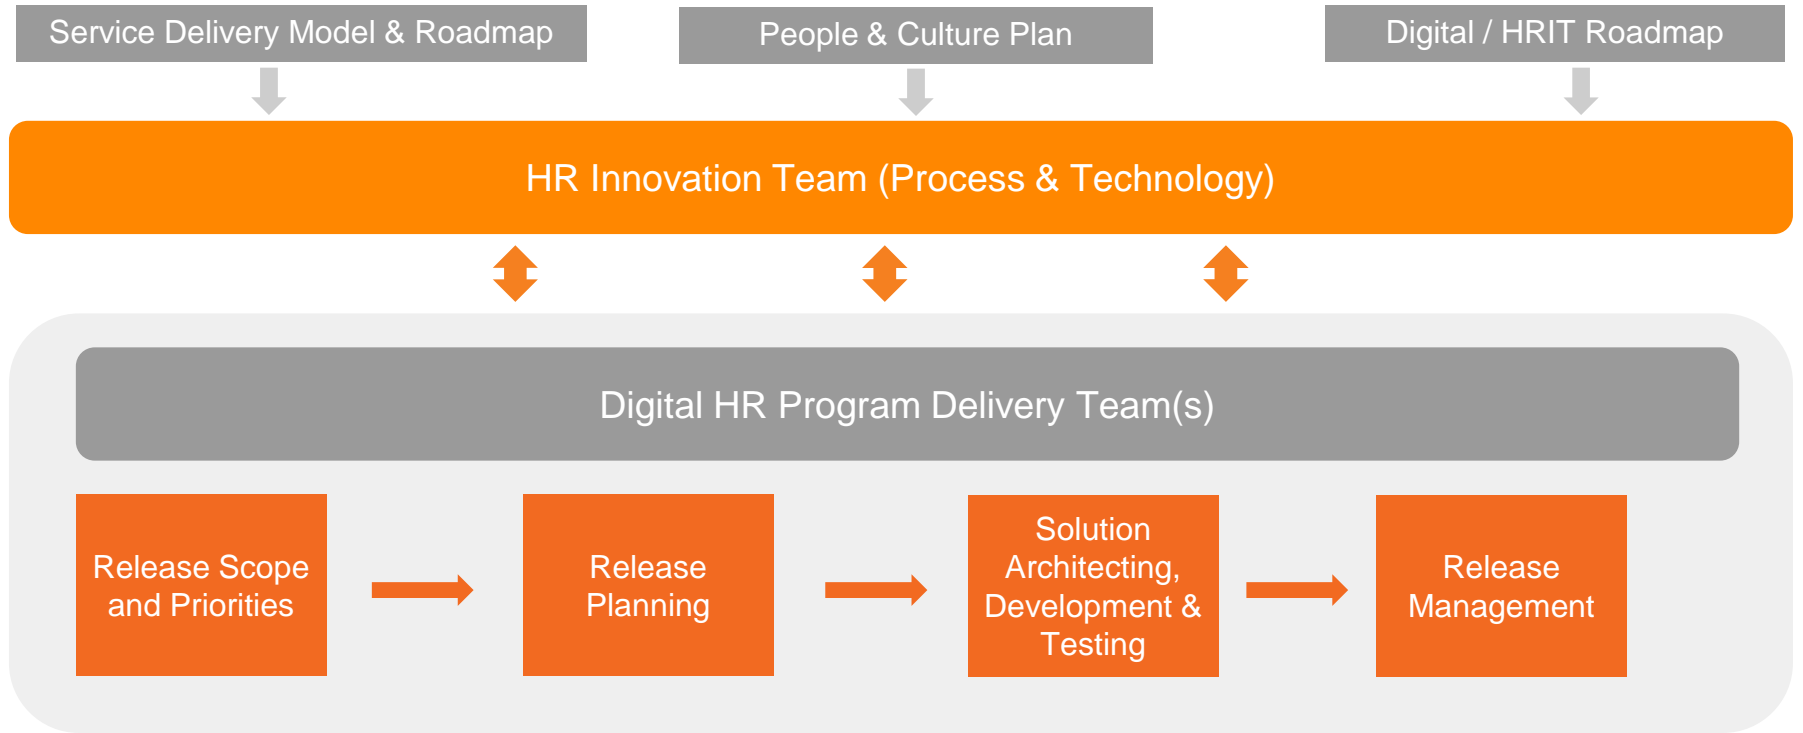 Service Delivery Model & Roadmap
People & Culture Plan
Digital / HRIT Roadmap
HR Innovation Team (Process & Technology)
Digital HR Program Delivery Team(s)
Release Scope
and Priorities
Release
Planning
Solution
Architecting,
Development &
Testing
Release
Management